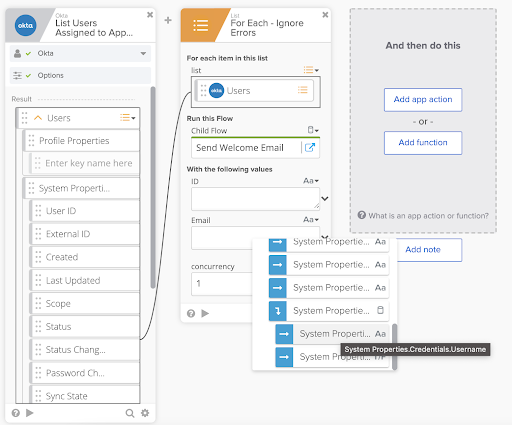 okta
Okta
List Users
Assigned to App...
Okta
Options
Result
Users
Profile Properties
Enter key name here
System Properti...
User ID
External ID
Created
Last Updated
Scope
Status
Status Chang...
Password Ch...
Sync State
+
List
For Each - Ignore
Errors
For each item in this list
list
okta
Users
Run this Flow
Child Flow
Send Welcome Email
With the following values
ID
Aa
Email
Aa
concurrency
1
System Propertie...
Aa
System Propertie...
Aa
System Propertie...
Aa
System Propertie...
System Properti...
Aa
System Properties.Credentials.Username
System Properti...
T/F
And then do this
Add app action
- or -
Add function
What is an app action or function?
Add note